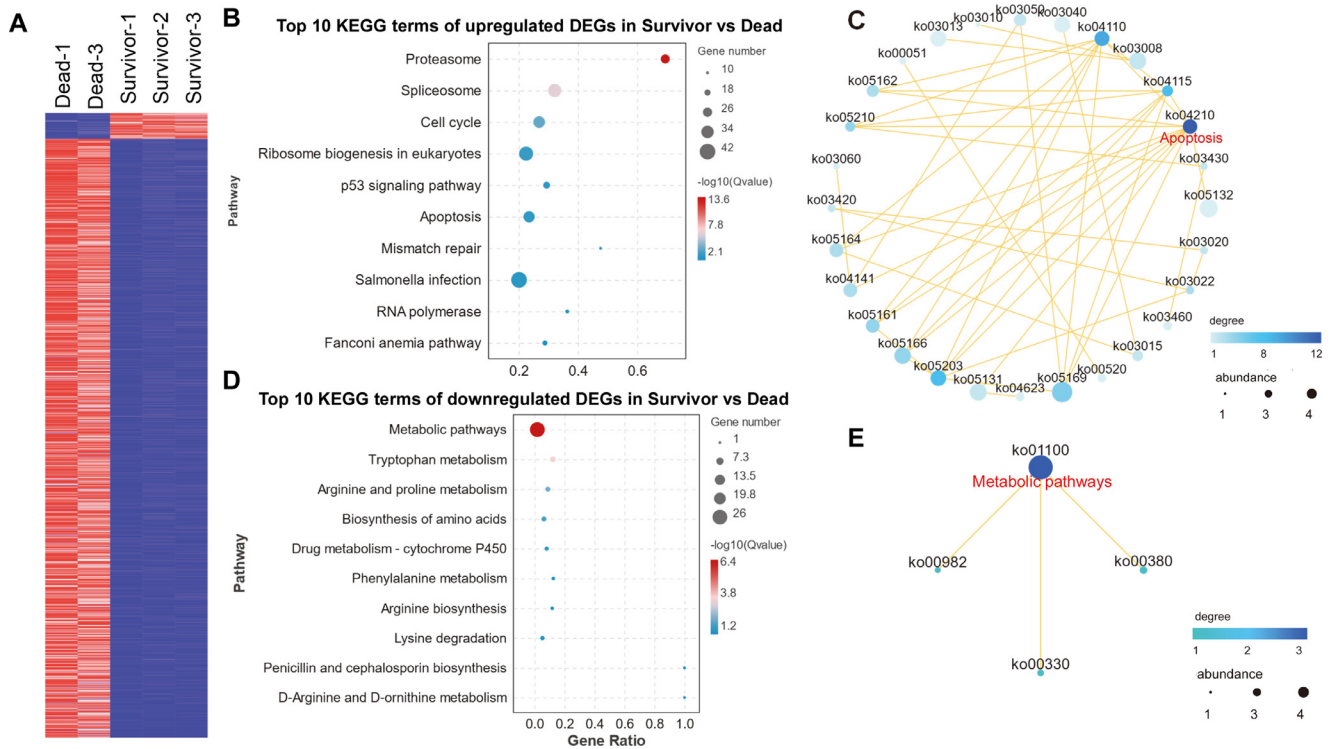 A
Dead-1
Dead-3
Survivor-1
Survivor-2
Survivor-3
B
Top 10 KEGG terms of upregulated DEGs in Survivor vs Dead
Pathway
Proteasome
Spliceosome
Cell cycle
Ribosome biogenesis in eukaryotes
p53 signaling pathway
Apoptosis
Mismatch repair
Salmonella infection
RNA polymerase
Fanconi anemia pathway
0.2 0.4 0.6
Gene number
10
18
26
34
42
-log10(Qvalue)
13.6
7.8
2.1
C
ko03050
ko03010
ko03040
ko04110
ko03013
ko03008
ko00051
ko04115
ko05162
ko04210
Apoptosis
ko05210
ko03430
ko03060
ko05132
ko03420
ko03020
ko05164
ko03022
ko04141
ko03460
ko05161
ko03015
ko05166
ko00520
ko05203
ko05169
ko05131
ko04623
degree
1 8 12
abundance
1 3 4
D
Top 10 KEGG terms of downregulated DEGs in Survivor vs Dead
Pathway
Metabolic pathways
Tryptophan metabolism
Arginine and proline metabolism
Biosynthesis of amino acids
Drug metabolism - cytochrome P450
Phenylalanine metabolism
Arginine biosynthesis
Lysine degradation
Penicillin and cephalosporin biosynthesis
D-Arginine and D-ornithine metabolism
0.0 0.2 0.4 0.6 0.8 1.0
Gene Ratio
Gene number
1
7.3
13.5
19.8
26
-log10(Qvalue)
6.4
3.8
1.2
E
ko01100
Metabolic pathways
ko00982
ko00380
ko00330
degree
1 2 3
abundance
1 3 4